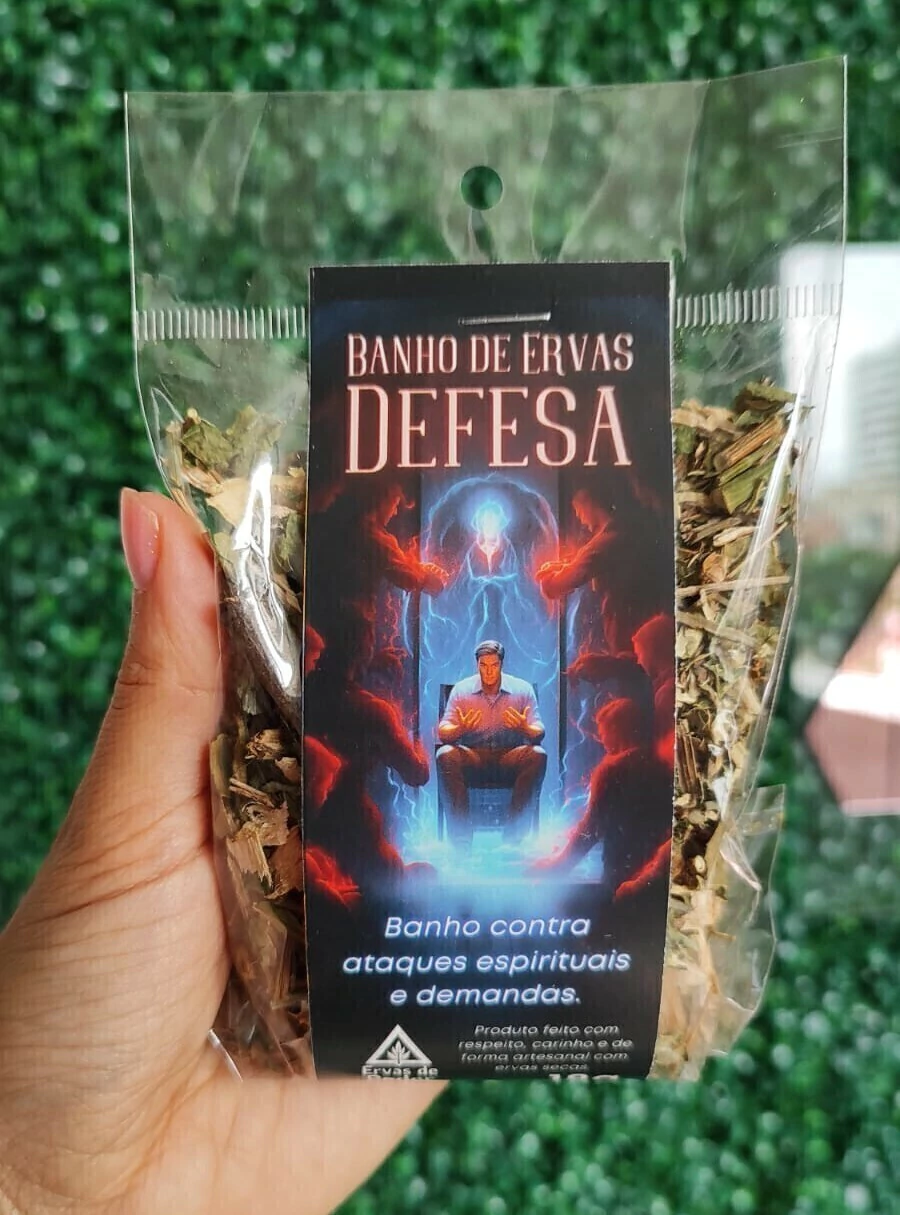 BANHO DE ERVAS
DEFESA
Banho contra
ataques espirituais
e demandas.
Produto feito com
respeito, carinho e de
forma artesanal com
ervas secas.
Ervas de